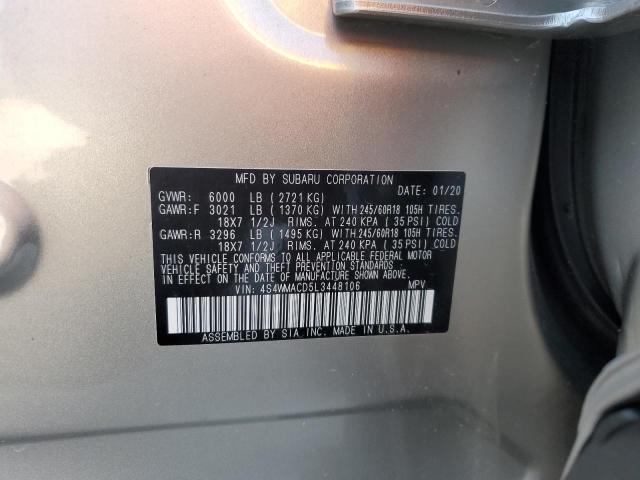 MFD BY SUBARU CORPORATION
GVWR: 6000 LB ( 2721 KG) DATE: 01/20
GAWR:F 3021 LB ( 1370 KG) WITH 245/60R18 105H TIRES.
18X7 1/2J RIMS. AT 240 KPA ( 35 PSI) COLD
GAWR:R 3296 LB ( 1495 KG) WITH 245/60R18 105H TIRES.
18X7 1/2J RIMS. AT 240 KPA ( 35 PSI) COLD
THIS VEHICLE CONFORMS TO ALL APPLICABLE FEDERAL MOTOR
VEHICLE SAFETY AND THEFT PREVENTION STANDARDS
IN EFFECT ON THE DATE OF MANUFACTURE SHOWN ABOVE.
VIN: 4S4WMACD5L3448106 MPV
ASSEMBLED BY SIA, INC. MADE IN U.S.A.